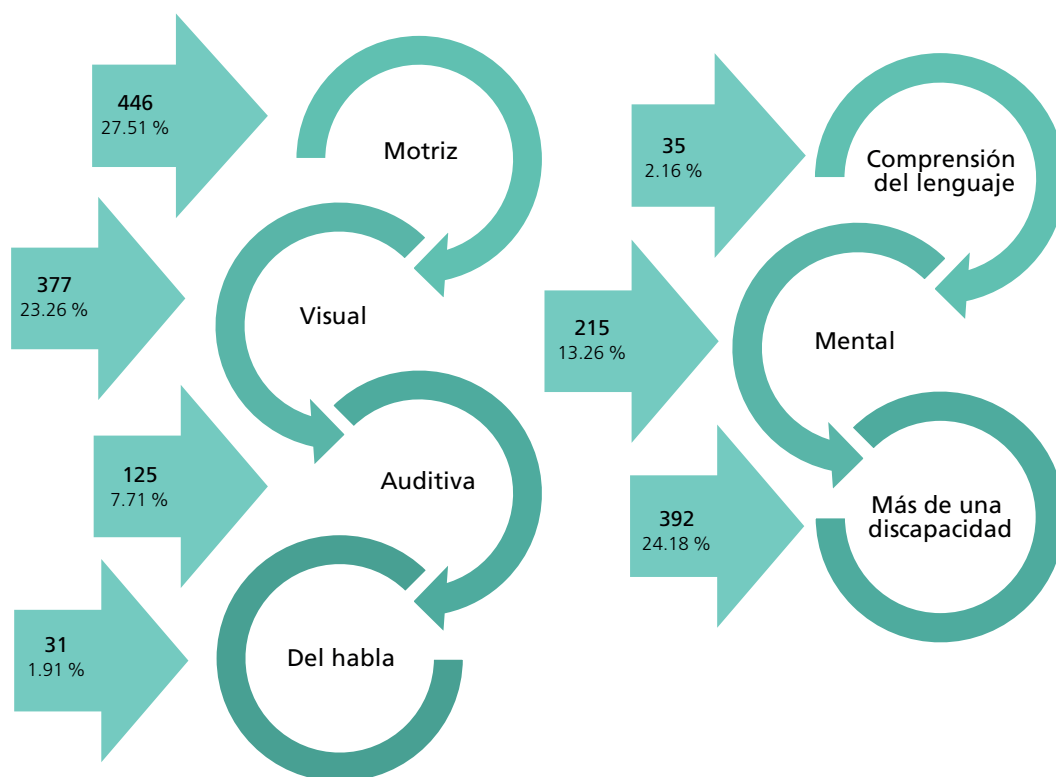 446
27.51 %
Motriz
377
23.26 %
Visual
125
7.71 %
Auditiva
31
1.91 %
Del habla
35
2.16 %
Comprensión
del lenguaje
215
13.26 %
Mental
392
24.18 %
Más de una
discapacidad